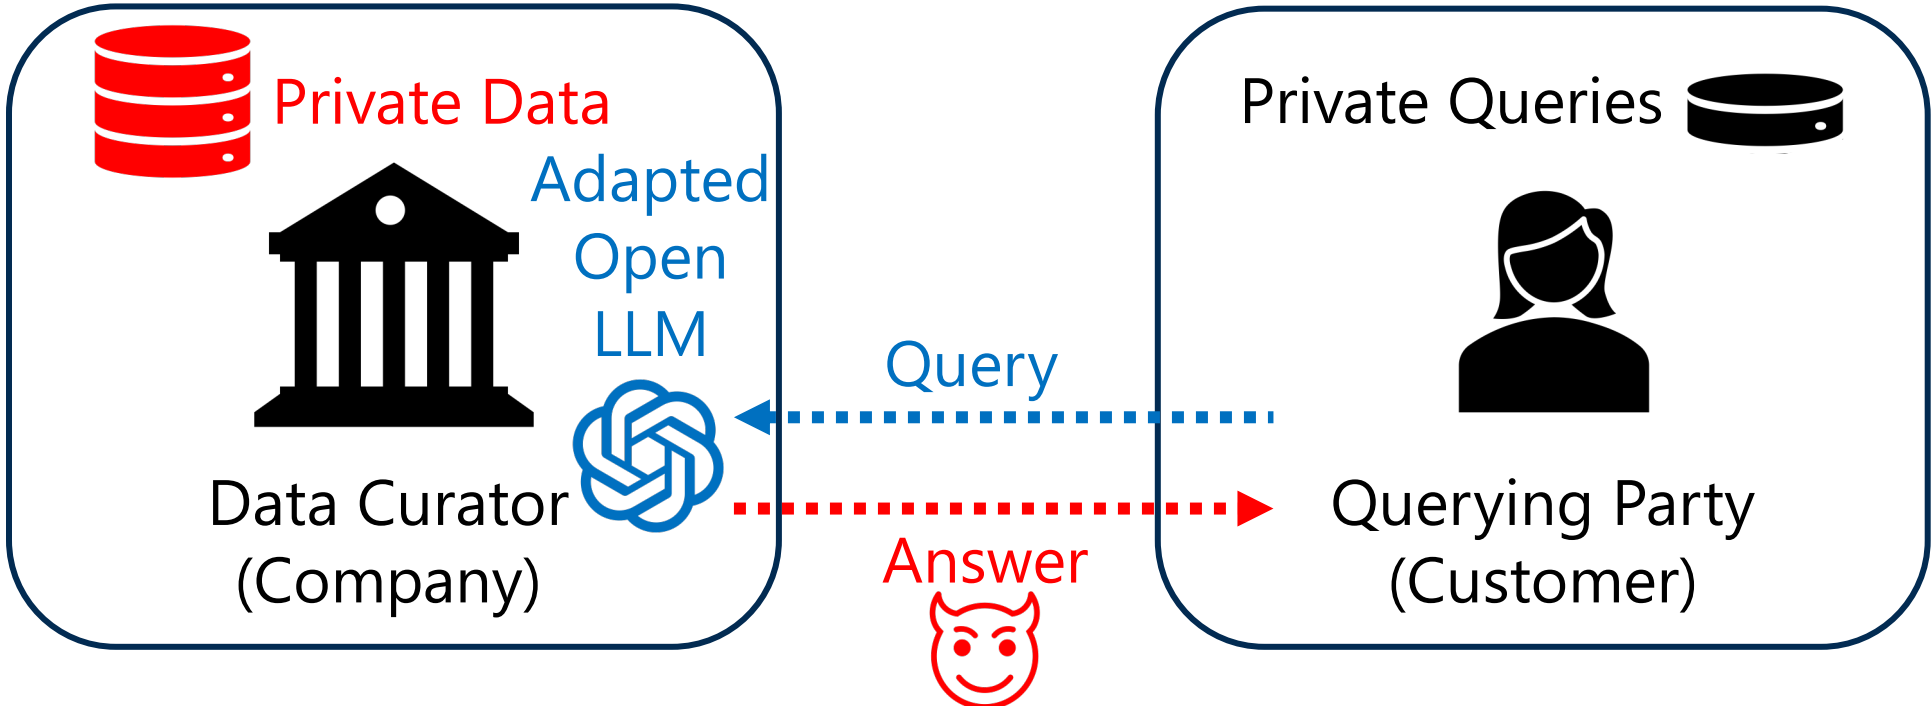 Private Data
Adapted
Open
LLM
Data Curator
(Company)
Query
Answer
Private Queries
Querying Party
(Customer)